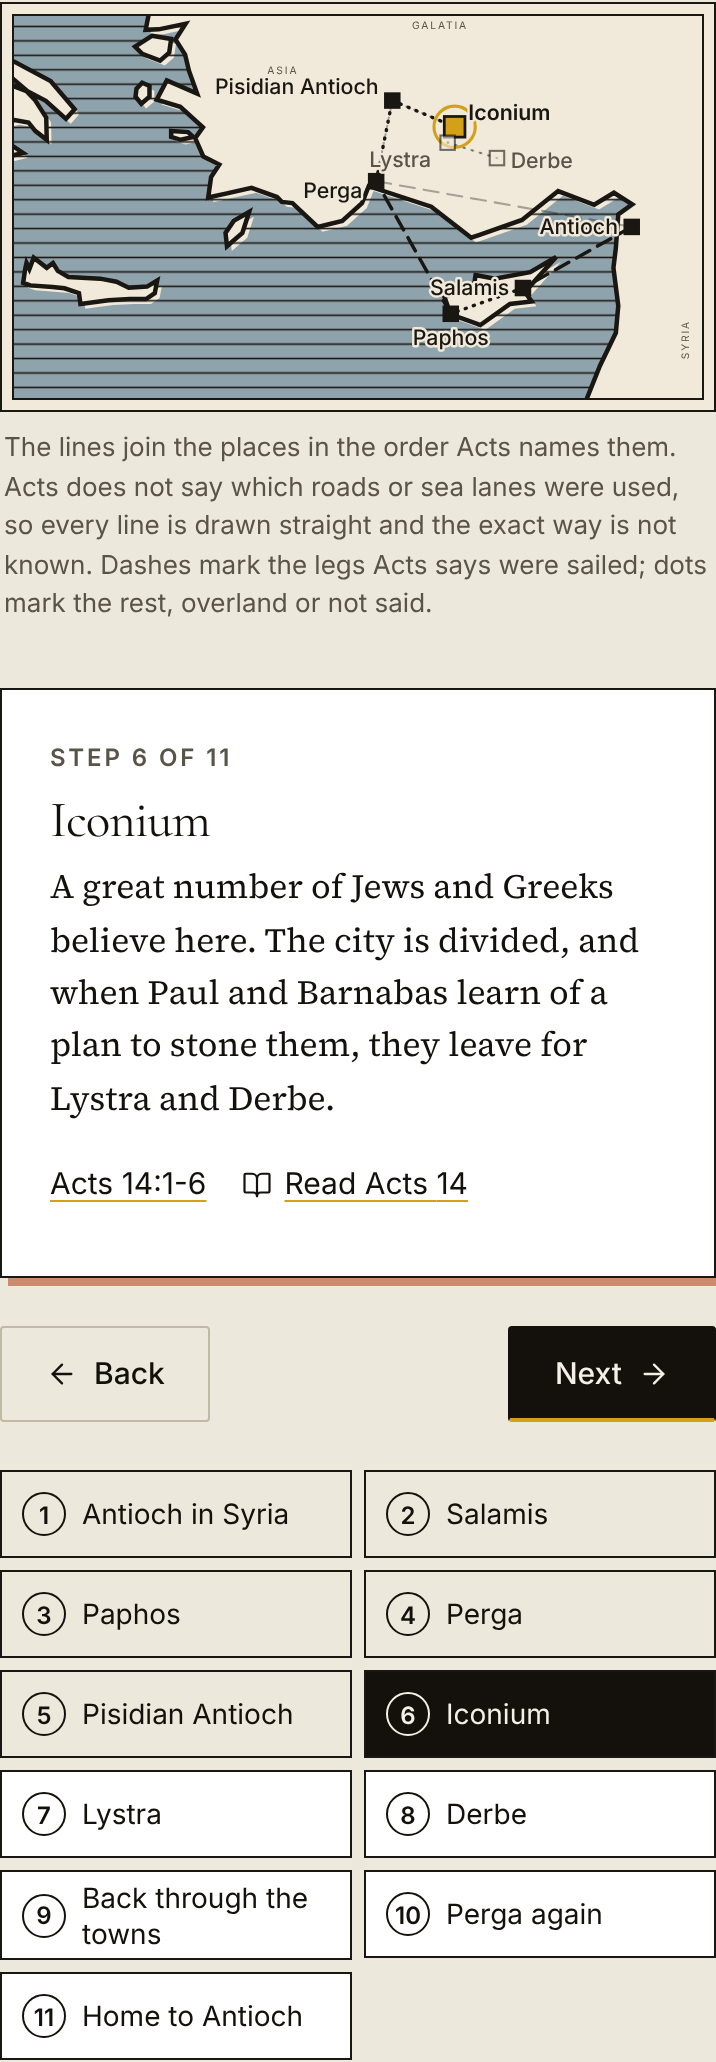 GALATIA
ASIA
Pisidian Antioch
Iconium
Lystra
Derbe
Perga
Antioch
Salamis
Paphos
SYRIA
The lines join the places in the order Acts names them.
Acts does not say which roads or sea lanes were used,
so every line is drawn straight and the exact way is not
known. Dashes mark the legs Acts says were sailed; dots
mark the rest, overland or not said.
STEP 6 OF 11
Iconium
A great number of Jews and Greeks
believe here. The city is divided, and
when Paul and Barnabas learn of a
plan to stone them, they leave for
Lystra and Derbe.
Acts 14:1-6 Read Acts 14
← Back Next →
1 Antioch in Syria
2 Salamis
3 Paphos
4 Perga
5 Pisidian Antioch
6 Iconium
7 Lystra
8 Derbe
9 Back through the
towns
10 Perga again
11 Home to Antioch